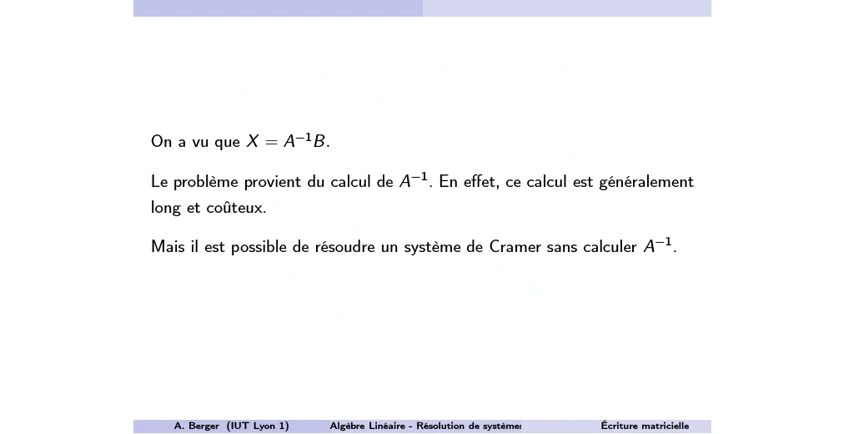 On a vu que X = A⁻¹B.
Le problème provient du calcul de A⁻¹. En effet, ce calcul est généralement
long et coûteux.
Mais il est possible de résoudre un système de Cramer sans calculer A⁻¹.
A. Berger (IUT Lyon 1) Algèbre Linéaire - Résolution de systèmes Écriture matricielle